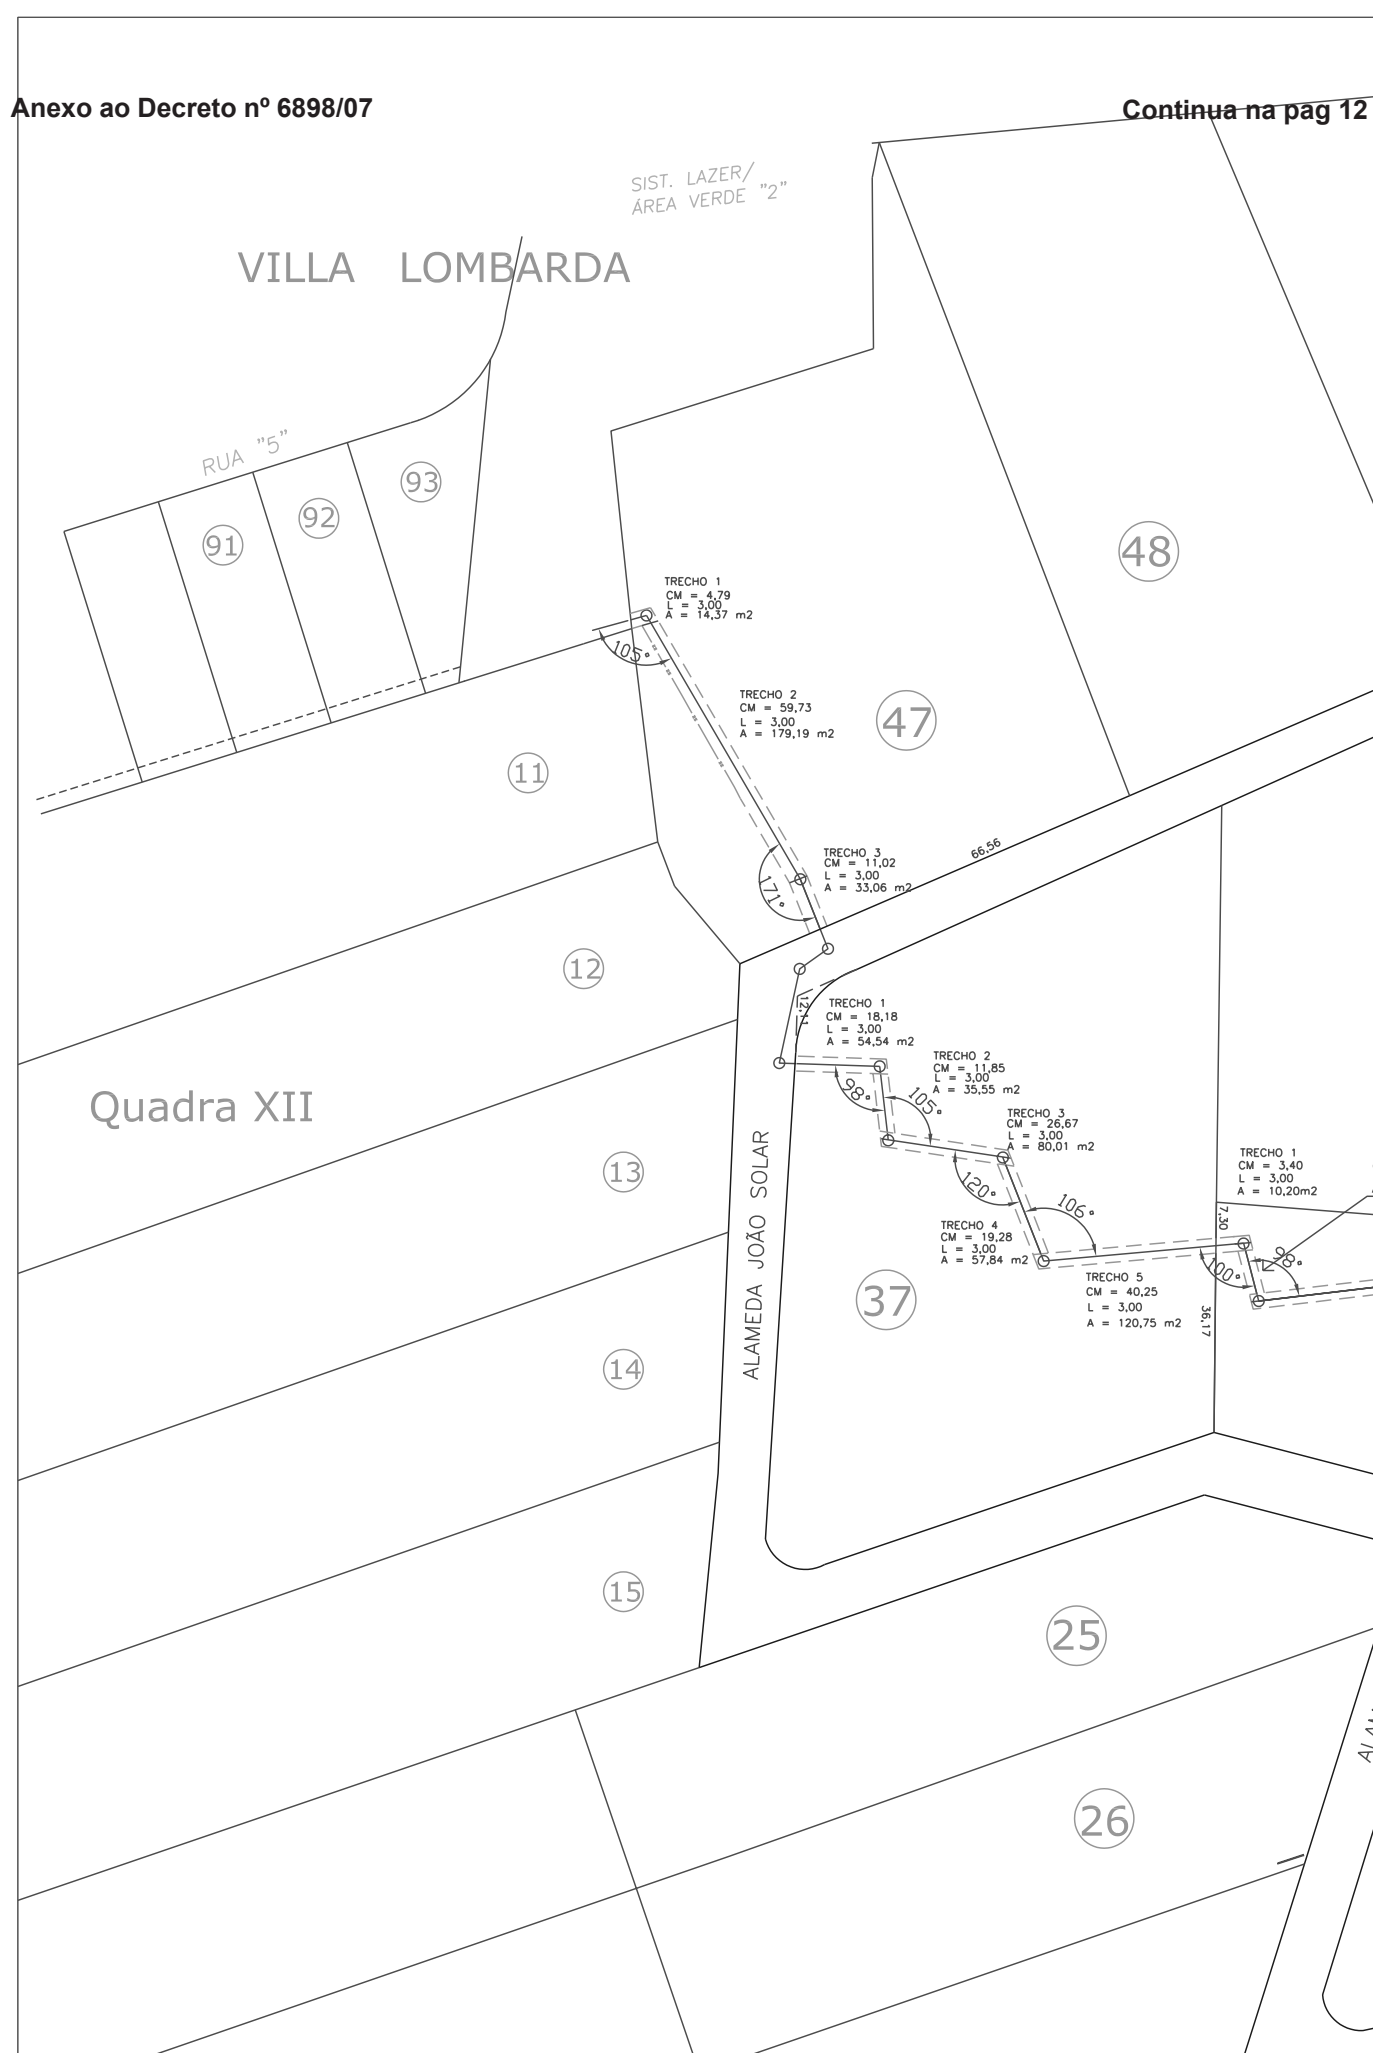 Anexo ao Decreto nº 6898/07
Continua na pag 12
SIST. LAZER/
ÁREA VERDE "2"
VILLA LOMBARDA
RUA "5"
91
92
93
48
TRECHO 1
CM = 4,79
L = 3,00
A = 14,37 m2
105°
TRECHO 2
CM = 59,73
L = 3,00
A = 179,19 m2
47
11
66,56
TRECHO 3
CM = 11,02
L = 3,00
A = 33,06 m2
171°
12
12,11
TRECHO 1
CM = 18,18
L = 3,00
A = 54,54 m2
TRECHO 2
CM = 11,85
L = 3,00
A = 35,55 m2
98°
105°
Quadra XII
TRECHO 3
CM = 26,67
L = 3,00
A = 80,01 m2
120°
106°
13
ALAMEDA JOÃO SOLAR
TRECHO 1
CM = 3,40
L = 3,00
A = 10,20m2
7,30
TRECHO 4
CM = 19,28
L = 3,00
A = 57,84 m2
100°
98°
TRECHO 5
CM = 40,25
L = 3,00
A = 120,75 m2
37
36,17
14
15
25
26